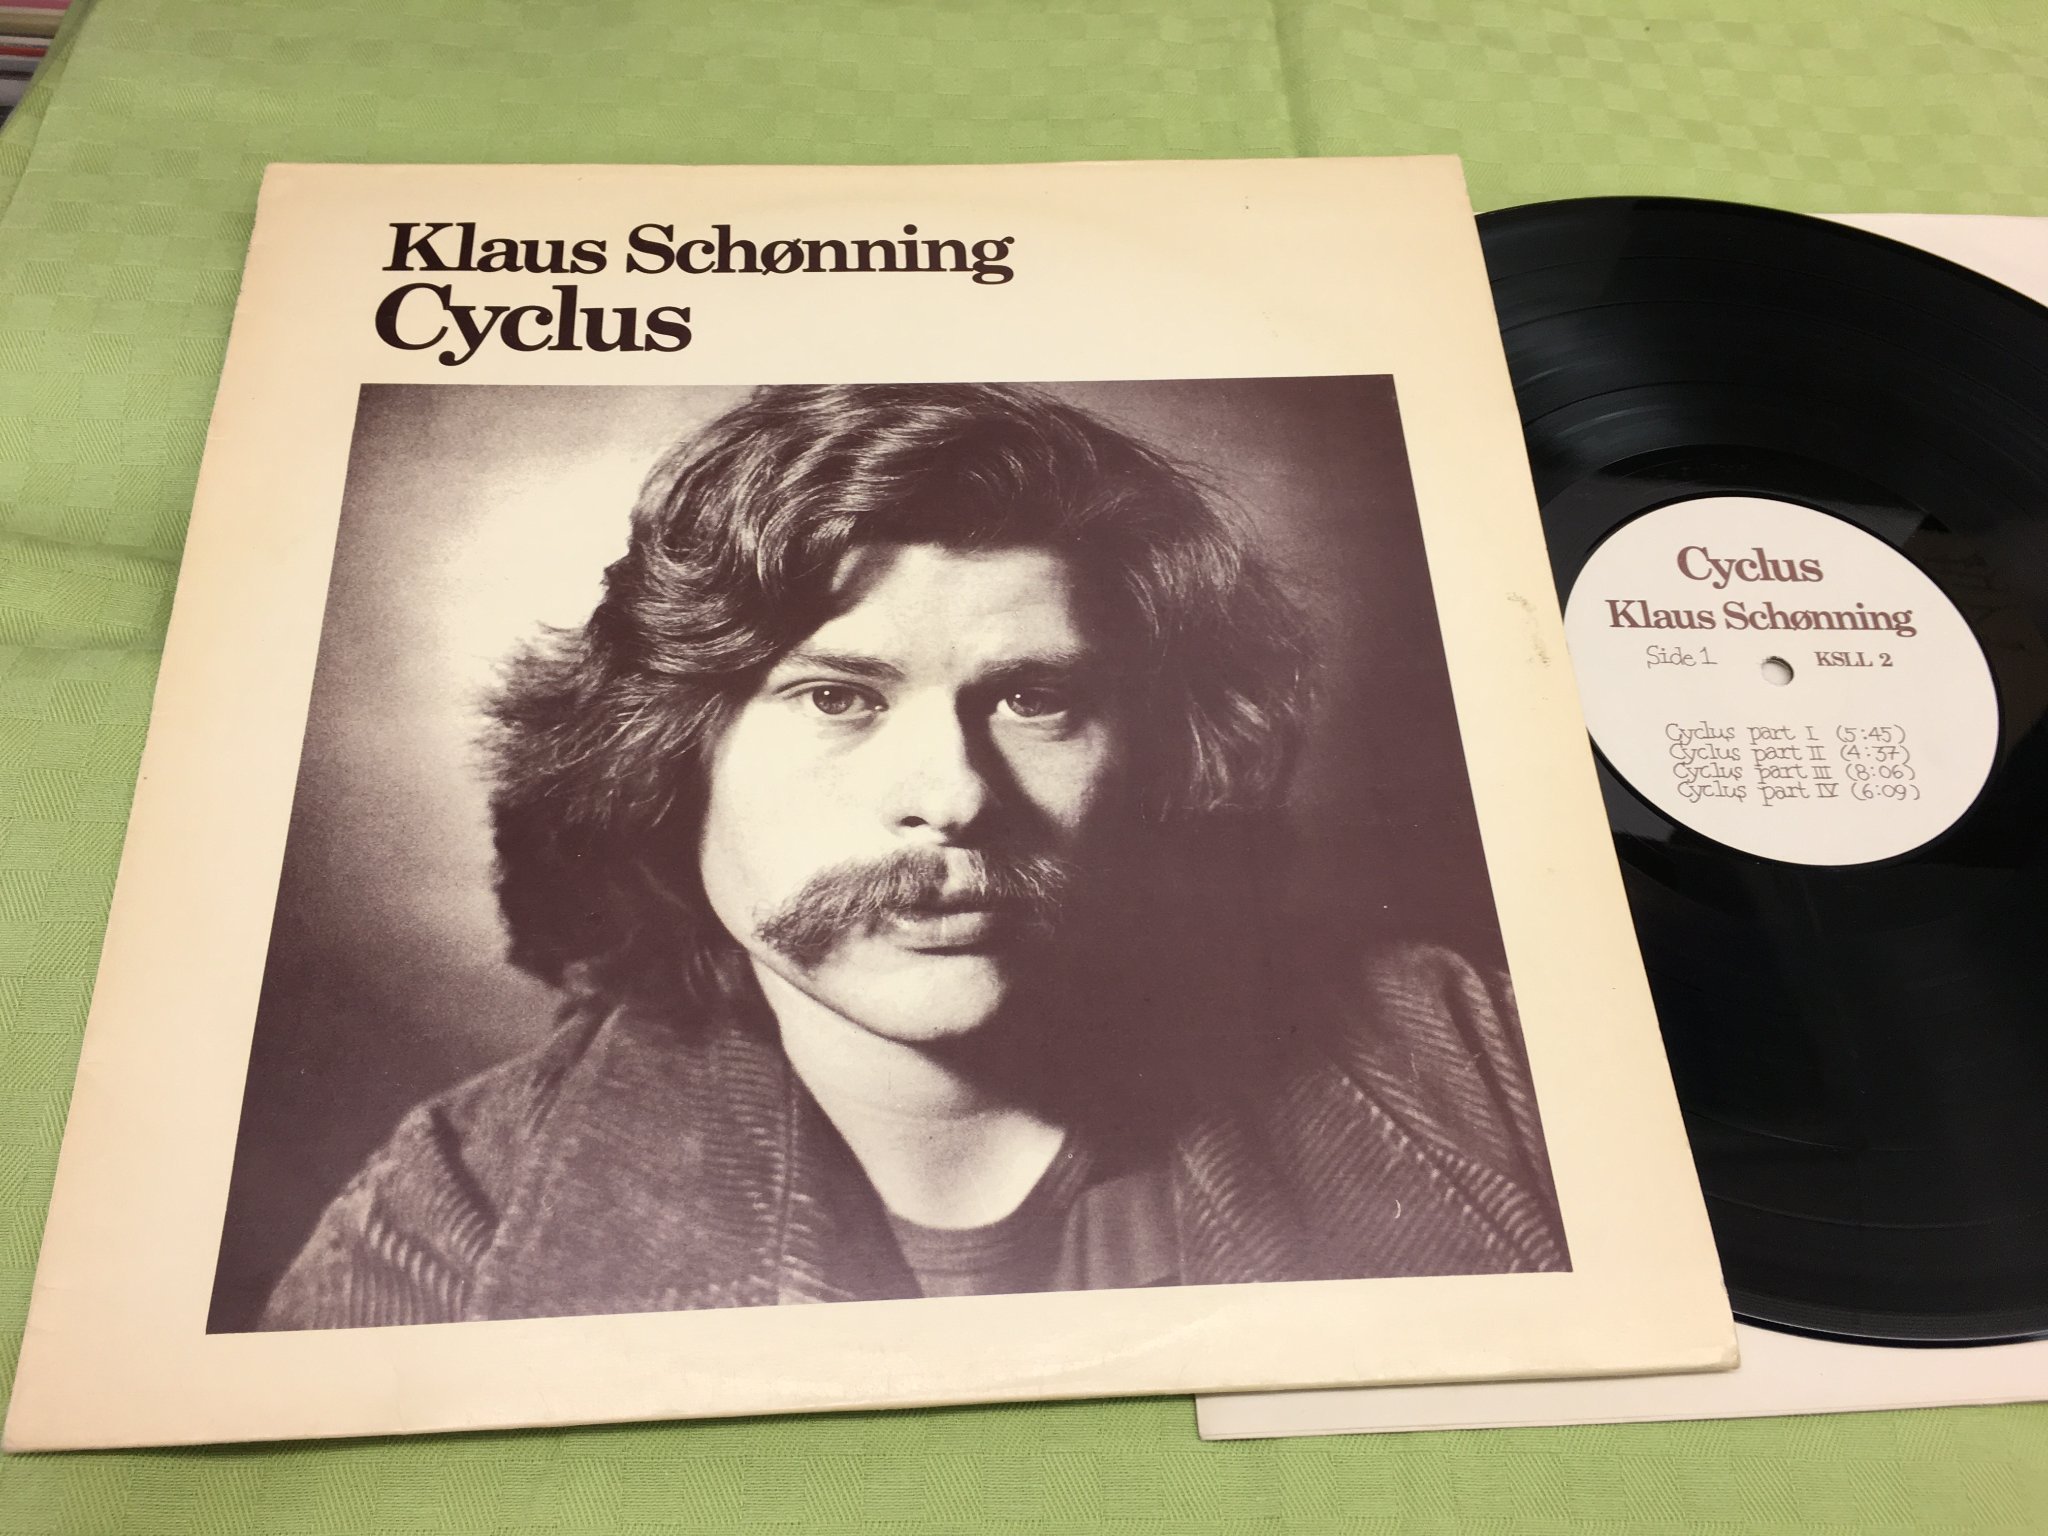 Klaus Schønning
Cyclus
Cyclus
Klaus Schønning
Side 1
KSLL 2
Cyclus part I (5:45)
Cyclus part II (4:37)
Cyclus part III (8:06)
Cyclus part IV (6:09)